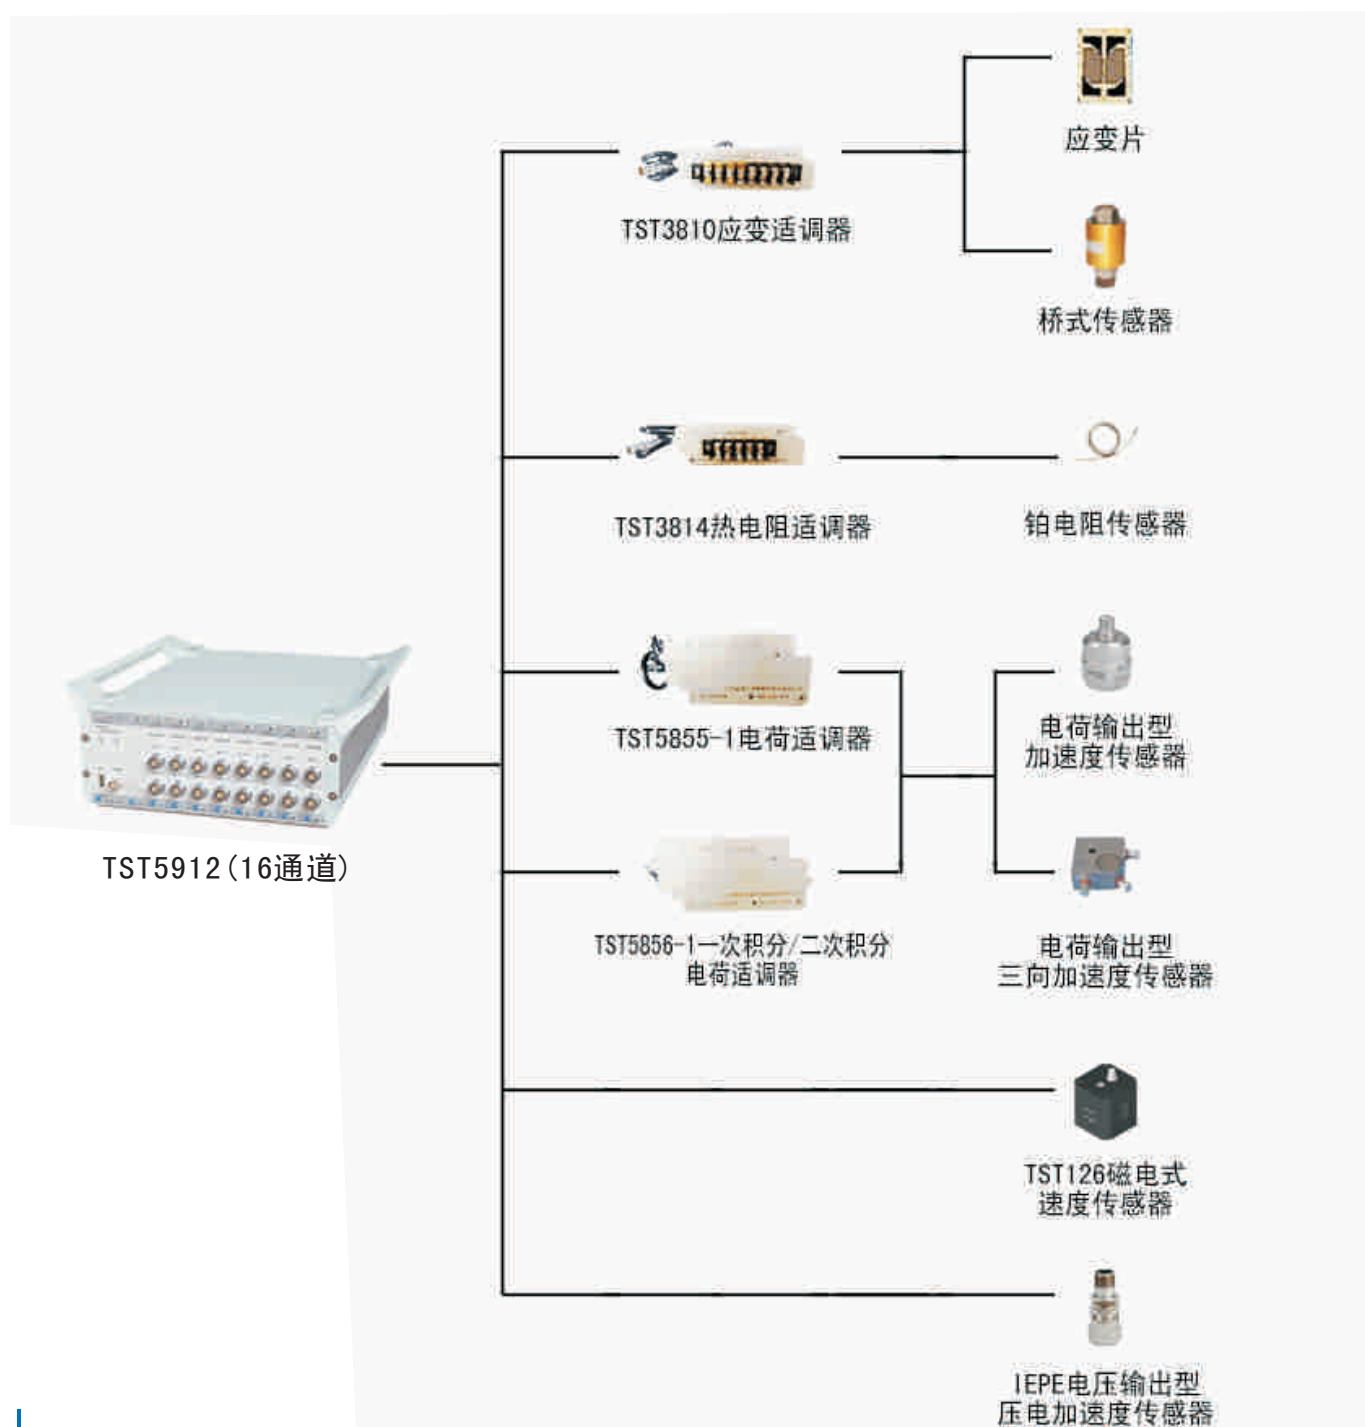 应变片
TST3810应变适调器
桥式传感器
TST3814热电阻适调器
铂电阻传感器
TST5855-1电荷适调器
电荷输出型
加速度传感器
TST5912(16通道)
TST5856-1一次积分/二次积分
电荷适调器
电荷输出型
三向加速度传感器
TST126磁电式
速度传感器
IEPE电压输出型
压电加速度传感器